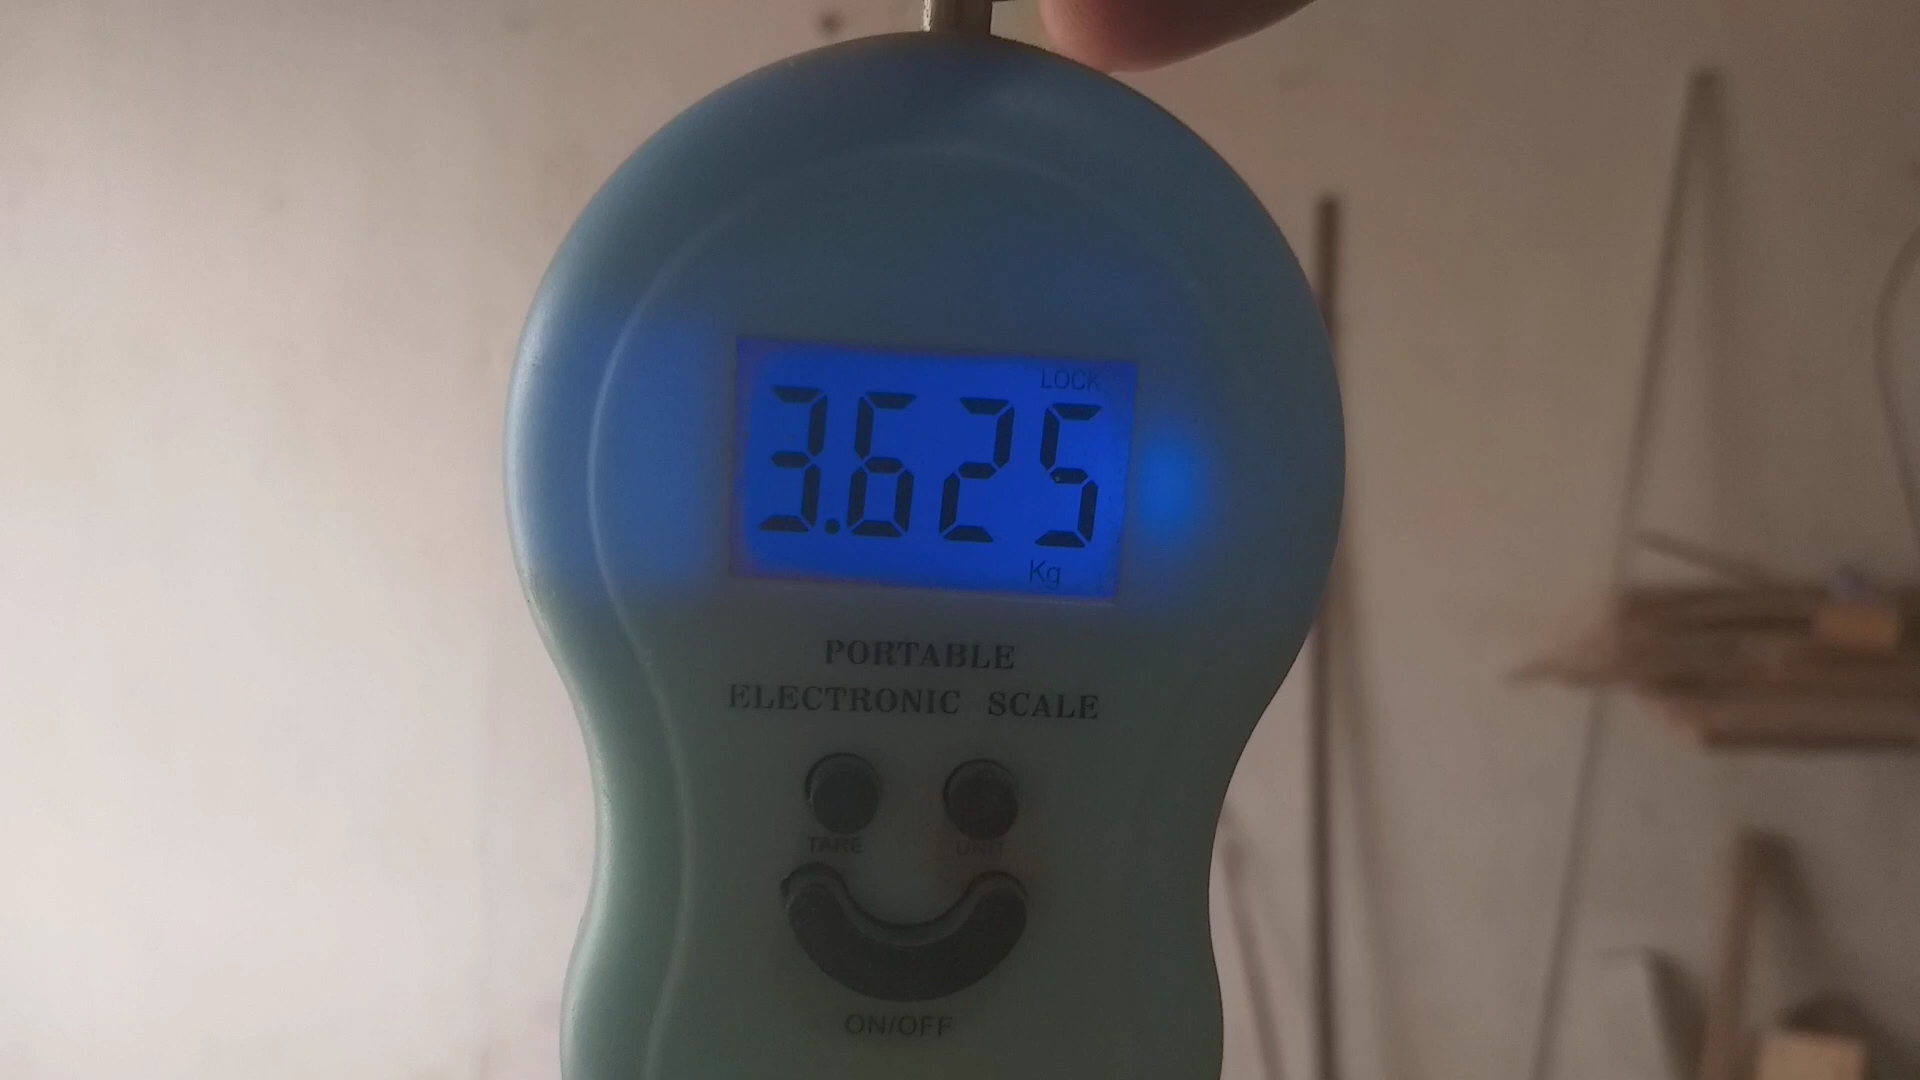 LOCK
3.625
Kg
PORTABLE
ELECTRONIC SCALE
TARE UNIT
ON/OFF